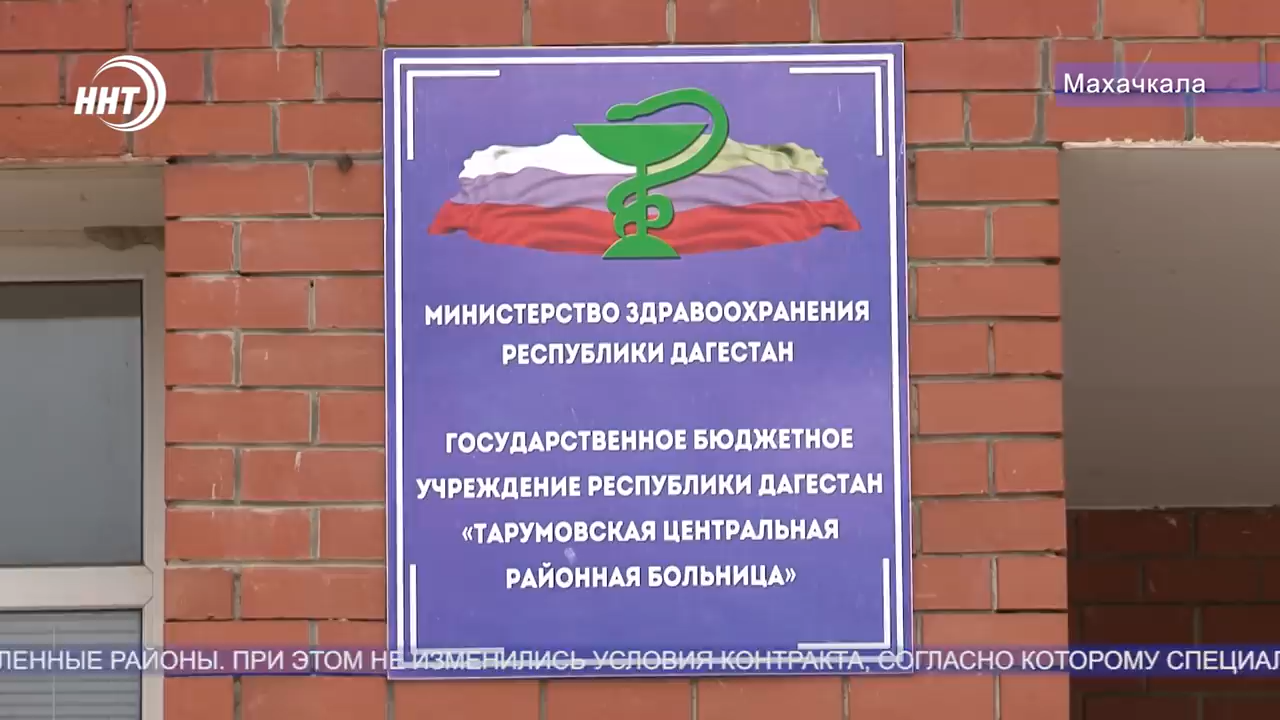 ННТ
Махачкала
МИНИСТЕРСТВО ЗДРАВООХРАНЕНИЯ
РЕСПУБЛИКИ ДАГЕСТАН
ГОСУДАРСТВЕННОЕ БЮДЖЕТНОЕ
УЧРЕЖДЕНИЕ РЕСПУБЛИКИ ДАГЕСТАН
«ТАРУМОВСКАЯ ЦЕНТРАЛЬНАЯ
РАЙОННАЯ БОЛЬНИЦА»
ЛЕННЫЕ РАЙОНЫ. ПРИ ЭТОМ НЕ ИЗМЕНИЛИСЬ УСЛОВИЯ КОНТРАКТА, СОГЛАСНО КОТОРОМУ СПЕЦИАЛ